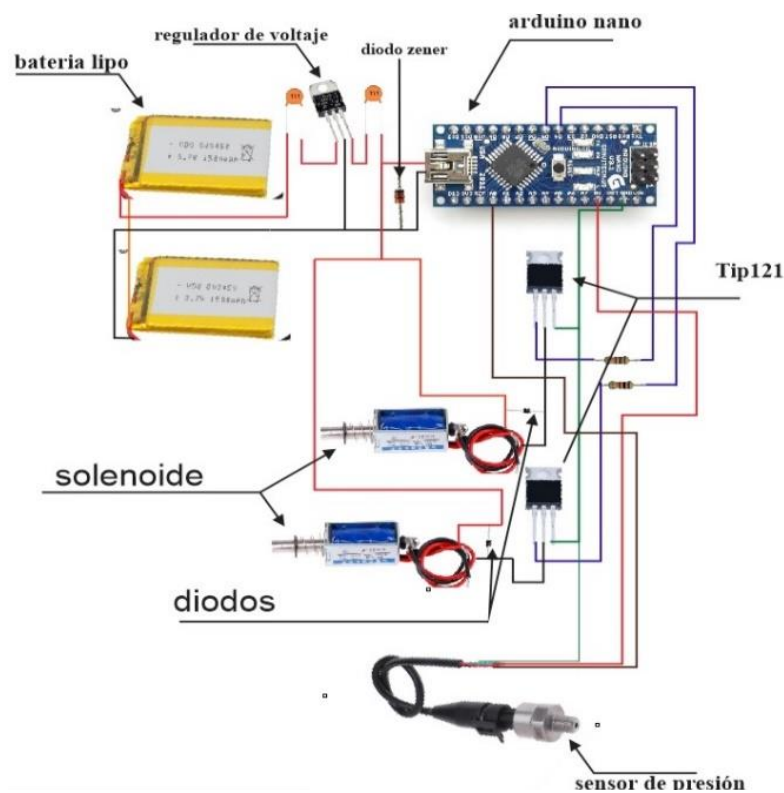 arduino nano
regulador de voltaje
diodo zener
bateria lipo
Tip121
solenoide
diodos
sensor de presión